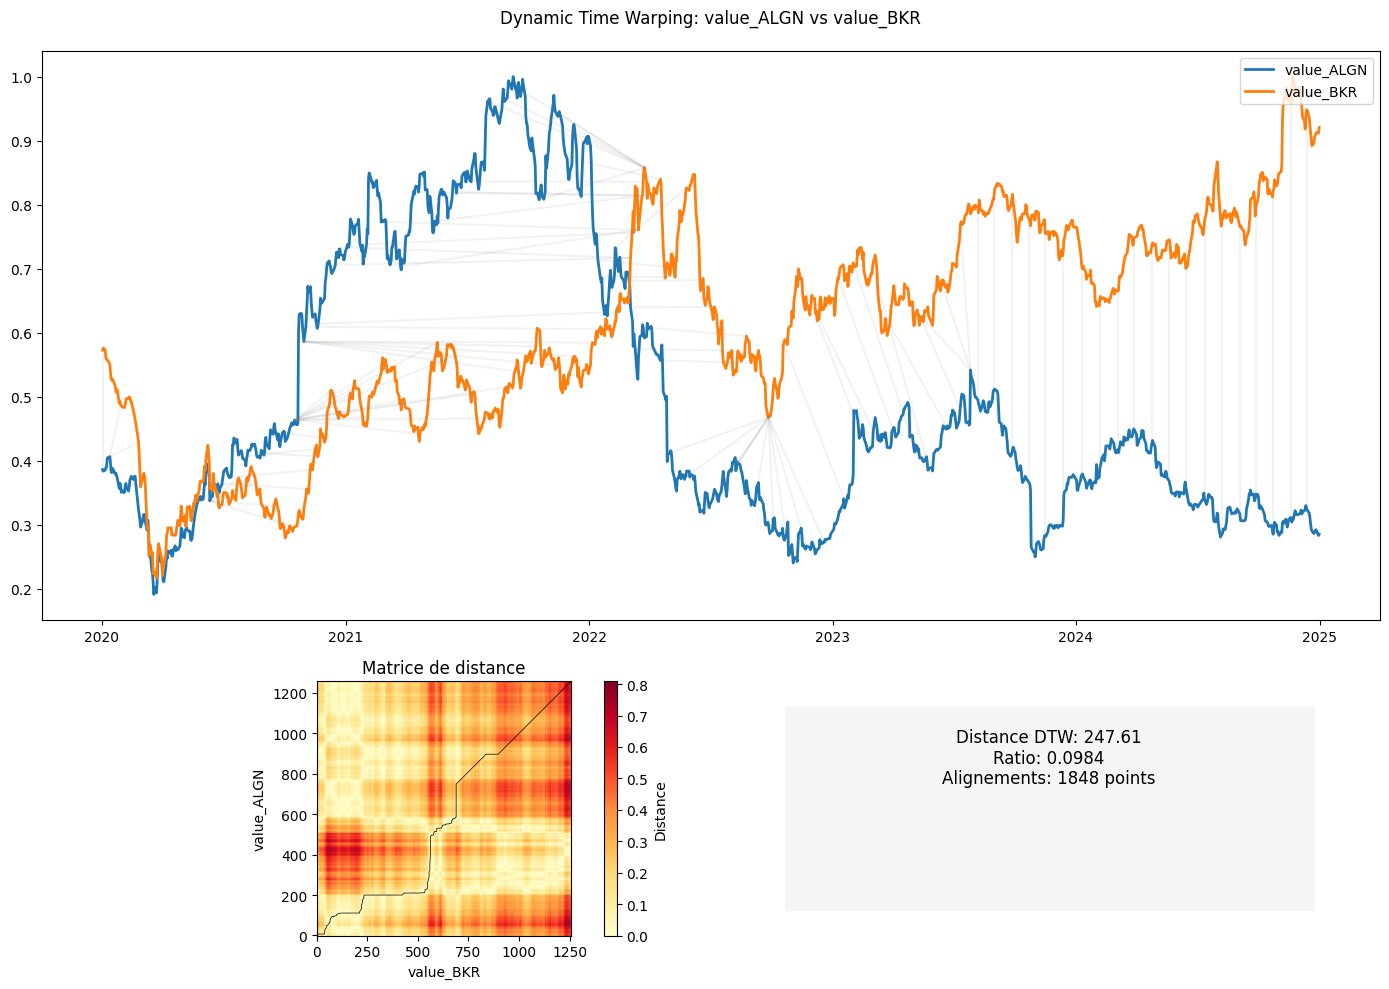 Dynamic Time Warping: value_ALGN vs value_BKR
1.0
0.9
0.8
0.7
0.6
0.5
0.4
0.3
0.2
value_ALGN
value_BKR
2020 2021 2022 2023 2024 2025
Matrice de distance
value_ALGN
1200
1000
800
600
400
200
0
0 250 500 750 1000 1250
value_BKR
0.8
0.7
0.6
0.5
0.4
0.3
0.2
0.1
0.0
Distance
Distance DTW: 247.61
Ratio: 0.0984
Alignements: 1848 points